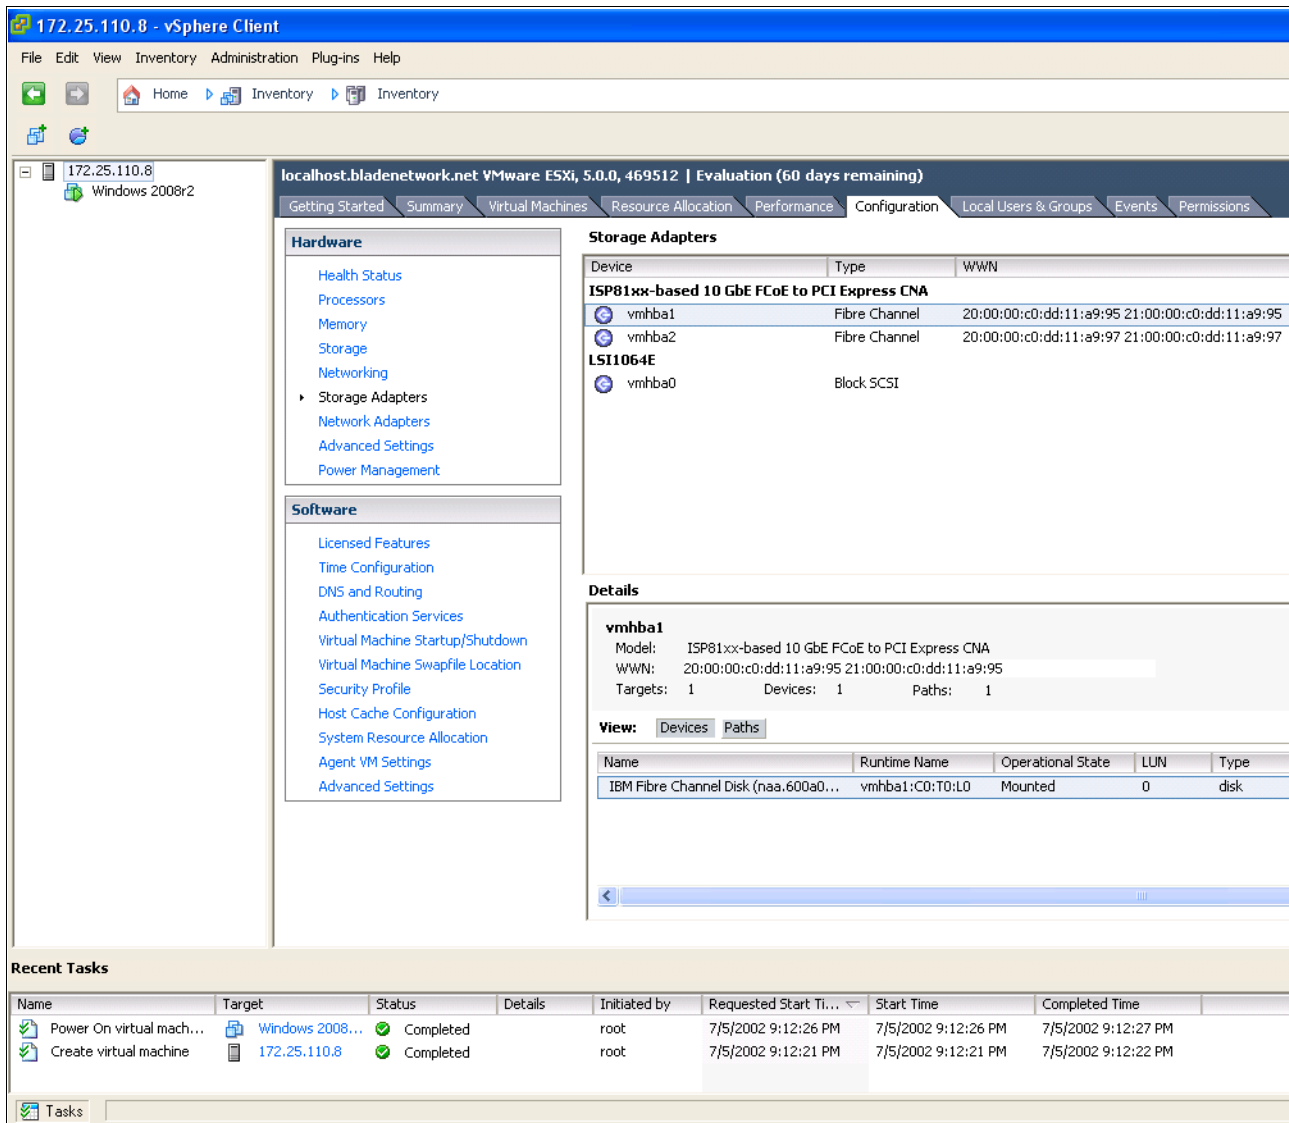 172.25.110.8 - vSphere Client
File Edit View Inventory Administration Plug-ins Help
Home Inventory Inventory
172.25.110.8
Windows 2008r2
localhost.bladenetwork.net VMware ESXi, 5.0.0, 469512 | Evaluation (60 days remaining)
Getting Started Summary Virtual Machines Resource Allocation Performance Configuration Local Users & Groups Events Permissions
Hardware
Health Status
Processors
Memory
Storage
Networking
Storage Adapters
Network Adapters
Advanced Settings
Power Management
Software
Licensed Features
Time Configuration
DNS and Routing
Authentication Services
Virtual Machine Startup/Shutdown
Virtual Machine Swapfile Location
Security Profile
Host Cache Configuration
System Resource Allocation
Agent VM Settings
Advanced Settings
Storage Adapters
Device Type WWN
ISP81xx-based 10 GbE FCoE to PCI Express CNA
vmhba1 Fibre Channel 20:00:00:c0:dd:11:a9:95 21:00:00:c0:dd:11:a9:95
vmhba2 Fibre Channel 20:00:00:c0:dd:11:a9:97 21:00:00:c0:dd:11:a9:97
LSI1064E
vmhba0 Block SCSI
Details
vmhba1
Model: ISP81xx-based 10 GbE FCoE to PCI Express CNA
WWN: 20:00:00:c0:dd:11:a9:95 21:00:00:c0:dd:11:a9:95
Targets: 1 Devices: 1 Paths: 1
View: Devices Paths
Name Runtime Name Operational State LUN Type
IBM Fibre Channel Disk (naa.600a0... vmhba1:C0:T0:L0 Mounted 0 disk
Recent Tasks
Name Target Status Details Initiated by Requested Start Ti... Start Time Completed Time
Power On virtual mach... Windows 2008... Completed root 7/5/2002 9:12:26 PM 7/5/2002 9:12:26 PM 7/5/2002 9:12:27 PM
Create virtual machine 172.25.110.8 Completed root 7/5/2002 9:12:21 PM 7/5/2002 9:12:21 PM 7/5/2002 9:12:22 PM
Tasks